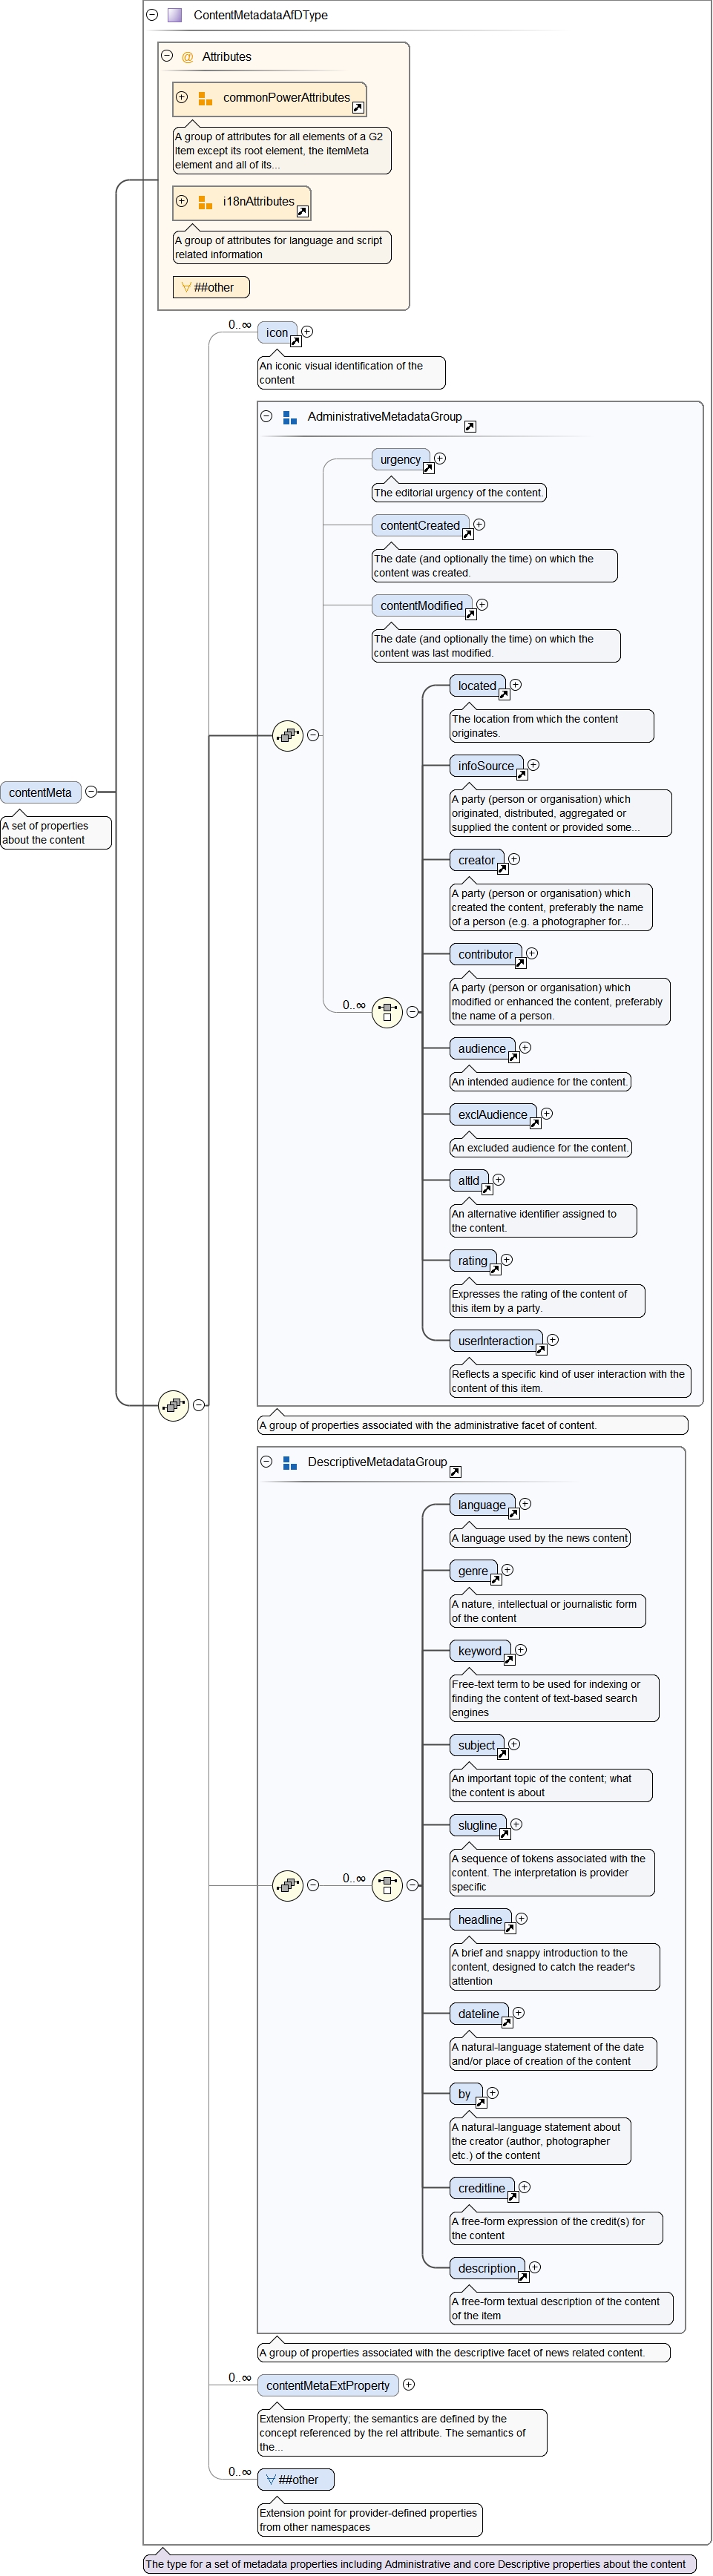 ContentMetadataAfDType
@ Attributes
commonPowerAttributes
A group of attributes for all elements of a G2
Item except its root element, the itemMeta
element and all of its...
i18nAttributes
A group of attributes for language and script
related information
##other
0..∞
icon
An iconic visual identification of the
content
AdministrativeMetadataGroup
urgency
The editorial urgency of the content.
contentCreated
The date (and optionally the time) on which the
content was created.
contentModified
The date (and optionally the time) on which the
content was last modified.
located
The location from which the content
originates.
infoSource
A party (person or organisation) which
originated, distributed, aggregated or
supplied the content or provided some...
contentMeta
A set of properties
about the content
creator
A party (person or organisation) which
created the content, preferably the name
of a person (e.g. a photographer for...
contributor
A party (person or organisation) which
modified or enhanced the content, preferably
the name of a person.
0..∞
audience
An intended audience for the content.
exclAudience
An excluded audience for the content.
altId
An alternative identifier assigned to
the content.
rating
Expresses the rating of the content of
this item by a party.
userInteraction
Reflects a specific kind of user interaction with the
content of this item.
A group of properties associated with the administrative facet of content.
DescriptiveMetadataGroup
language
A language used by the news content
genre
A nature, intellectual or journalistic form
of the content
keyword
Free-text term to be used for indexing or
finding the content of text-based search
engines
subject
An important topic of the content; what
the content is about
slugline
A sequence of tokens associated with the
content. The interpretation is provider
specific
0..∞
headline
A brief and snappy introduction to the
content, designed to catch the reader's
attention
dateline
A natural-language statement of the date
and/or place of creation of the content
by
A natural-language statement about
the creator (author, photographer
etc.) of the content
creditline
A free-form expression of the credit(s) for
the content
description
A free-form textual description of the content
of the item
A group of properties associated with the descriptive facet of news related content.
0..∞
contentMetaExtProperty
Extension Property; the semantics are defined by the
concept referenced by the rel attribute. The semantics of
the...
0..∞
##other
Extension point for provider-defined properties
from other namespaces
The type for a set of metadata properties including Administrative and core Descriptive properties about the content